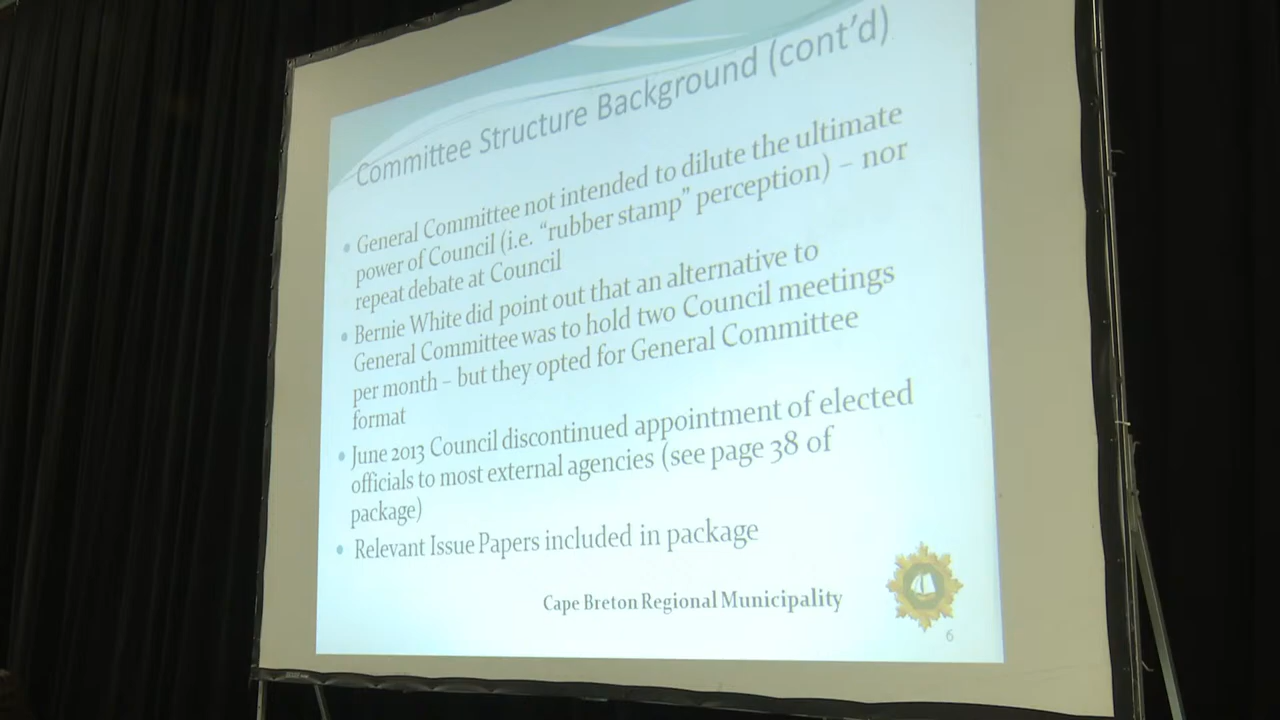 Committee Structure Background (cont'd)
• General Committee not intended to dilute the ultimate
power of Council (i.e. "rubber stamp" perception) – nor
repeat debate at Council
• Bernie White did point out that an alternative to
General Committee was to hold two Council meetings
per month – but they opted for General Committee
format
• June 2013 Council discontinued appointment of elected
officials to most external agencies (see page 38 of
package)
• Relevant Issue Papers included in package
Cape Breton Regional Municipality
6